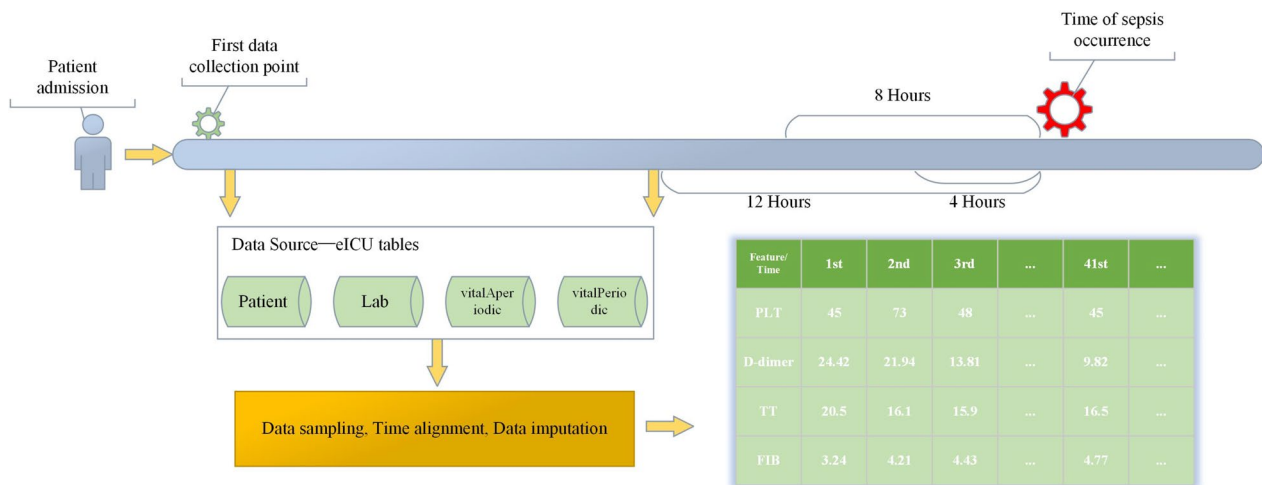 Patient
admission
First data
collection point
8 Hours
Time of sepsis
occurrence
12 Hours
4 Hours
Data Source—eICU tables
Patient
Lab
vitalAper
iodic
vitalPerio
dic
Data sampling, Time alignment, Data imputation
Feature/
Time
1st 2nd 3rd ... 41st ...
PLT 45 73 48 ... 45 ...
D-dimer 24.42 21.94 13.81 ... 9.82 ...
TT 20.5 16.1 15.9 ... 16.5 ...
FIB 3.24 4.21 4.43 ... 4.77 ...